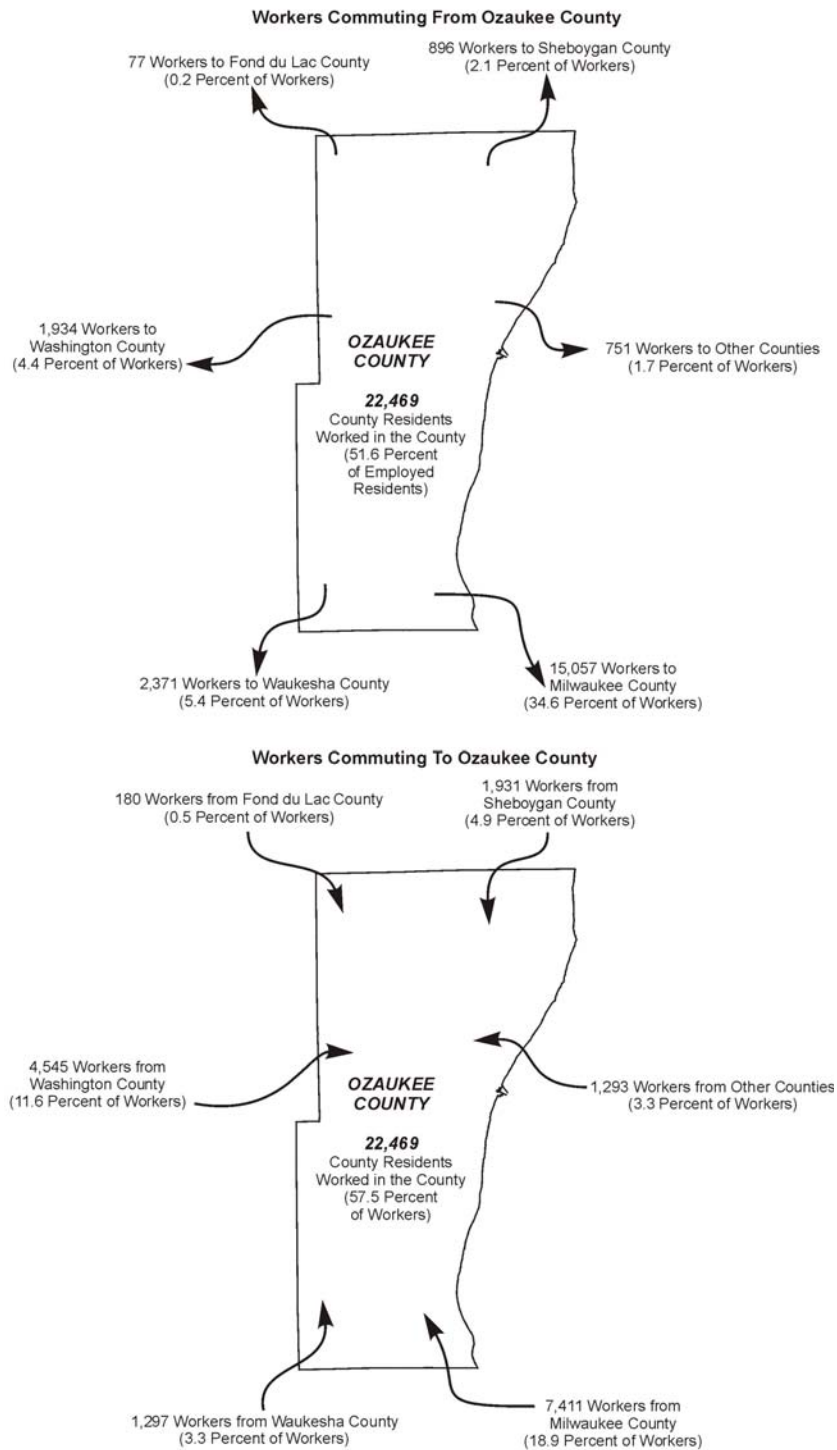 Workers Commuting From Ozaukee County
77 Workers to Fond du Lac County
(0.2 Percent of Workers)
896 Workers to Sheboygan County
(2.1 Percent of Workers)
1,934 Workers to
Washington County
(4.4 Percent of Workers)
OZAUKEE
COUNTY
22,469
County Residents
Worked in the County
(51.6 Percent
of Employed
Residents)
751 Workers to Other Counties
(1.7 Percent of Workers)
2,371 Workers to Waukesha County
(5.4 Percent of Workers)
15,057 Workers to
Milwaukee County
(34.6 Percent of Workers)
Workers Commuting To Ozaukee County
180 Workers from Fond du Lac County
(0.5 Percent of Workers)
1,931 Workers from
Sheboygan County
(4.9 Percent of Workers)
4,545 Workers from
Washington County
(11.6 Percent of Workers)
OZAUKEE
COUNTY
22,469
County Residents
Worked in the County
(57.5 Percent
of Workers)
1,293 Workers from Other Counties
(3.3 Percent of Workers)
1,297 Workers from Waukesha County
(3.3 Percent of Workers)
7,411 Workers from
Milwaukee County
(18.9 Percent of Workers)